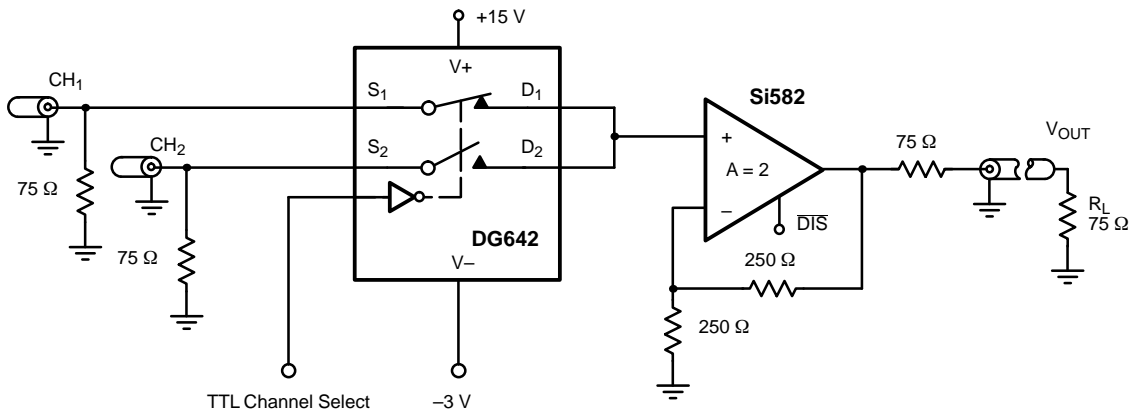 +15 V
CH1
V+
S1
D1
Si582
CH2
S2
D2
+
75 Ω
VOUT
A = 2
75 Ω
–
DIS
RL
75 Ω
DG642
75 Ω
V–
250 Ω
250 Ω
TTL Channel Select
–3 V